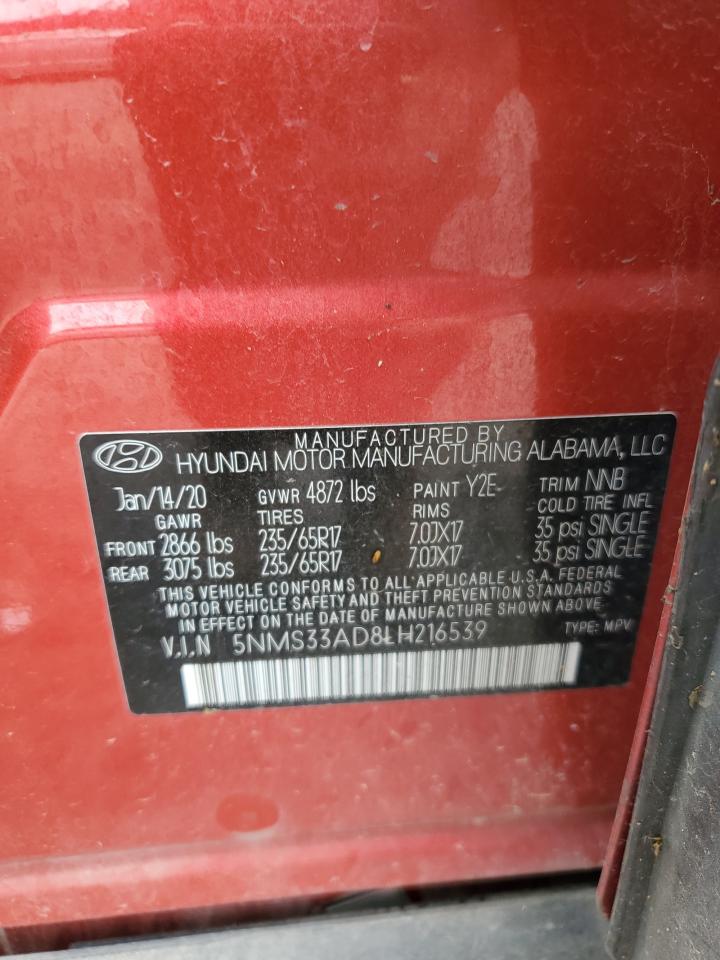 MANUFACTURED BY
HYUNDAI MOTOR MANUFACTURING ALABAMA, LLC
Jan/14/20 GVWR 4872 lbs PAINT Y2E TRIM NNB
GAWR TIRES RIMS COLD TIRE INFL
FRONT 2866 lbs 235/65R17 7.0JX17 35 psi SINGLE
REAR 3075 lbs 235/65R17 7.0JX17 35 psi SINGLE
THIS VEHICLE CONFORMS TO ALL APPLICABLE U.S.A. FEDERAL
MOTOR VEHICLE SAFETY AND THEFT PREVENTION STANDARDS
IN EFFECT ON THE DATE OF MANUFACTURE SHOWN ABOVE.
V.I.N 5NMS33AD8LH216539 TYPE: MPV